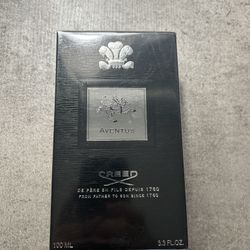 AVENTUS
CREED
DE PÈRE EN FILS DEPUIS 1760
FROM FATHER TO SON SINCE 1760
100 ML 3.3 FL.OZ.